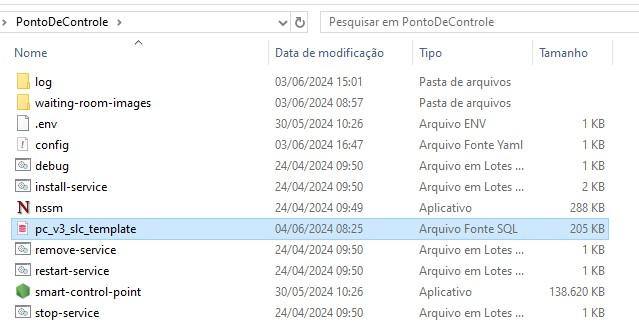 PontoDeControle Pesquisar em PontoDeControle
Nome Data de modificação Tipo Tamanho
log 03/06/2024 15:01 Pasta de arquivos
waiting-room-images 03/06/2024 08:57 Pasta de arquivos
.env 30/05/2024 10:26 Arquivo ENV 1 KB
config 03/06/2024 16:47 Arquivo Fonte Yaml 1 KB
debug 24/04/2024 09:50 Arquivo em Lotes ... 1 KB
install-service 24/04/2024 09:50 Arquivo em Lotes ... 2 KB
nssm 24/04/2024 09:49 Aplicativo 288 KB
pc_v3_slc_template 04/06/2024 08:25 Arquivo Fonte SQL 205 KB
remove-service 24/04/2024 09:50 Arquivo em Lotes ... 1 KB
restart-service 24/04/2024 09:50 Arquivo em Lotes ... 1 KB
smart-control-point 30/05/2024 10:26 Aplicativo 138.620 KB
stop-service 24/04/2024 09:50 Arquivo em Lotes ... 1 KB